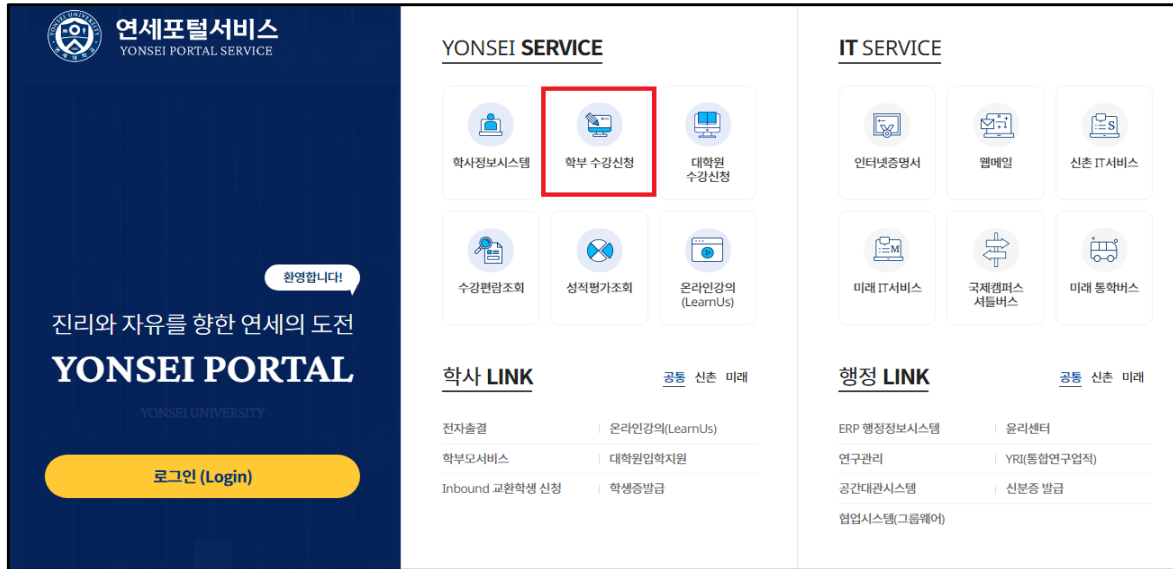 연세포털서비스
YONSEI PORTAL SERVICE
환영합니다!
진리와 자유를 향한 연세의 도전
YONSEI PORTAL
YONSEI UNIVERSITY
로그인 (Login)
YONSEI SERVICE
학사정보시스템
학부 수강신청
대학원
수강신청
수강편람조회
성적평가조회
온라인강의
(LearnUs)
학사 LINK
공통 신촌 미래
전자출결
온라인강의(LearnUs)
학부모서비스
대학원입학지원
Inbound 교환학생 신청
학생증발급
IT SERVICE
인터넷증명서
웹메일
신촌 IT서비스
미래 IT서비스
국제캠퍼스
셔틀버스
미래 통학버스
행정 LINK
공통 신촌 미래
ERP 행정정보시스템
윤리센터
연구관리
YRI(통합연구업적)
공간대관시스템
신분증 발급
협업시스템(그룹웨어)